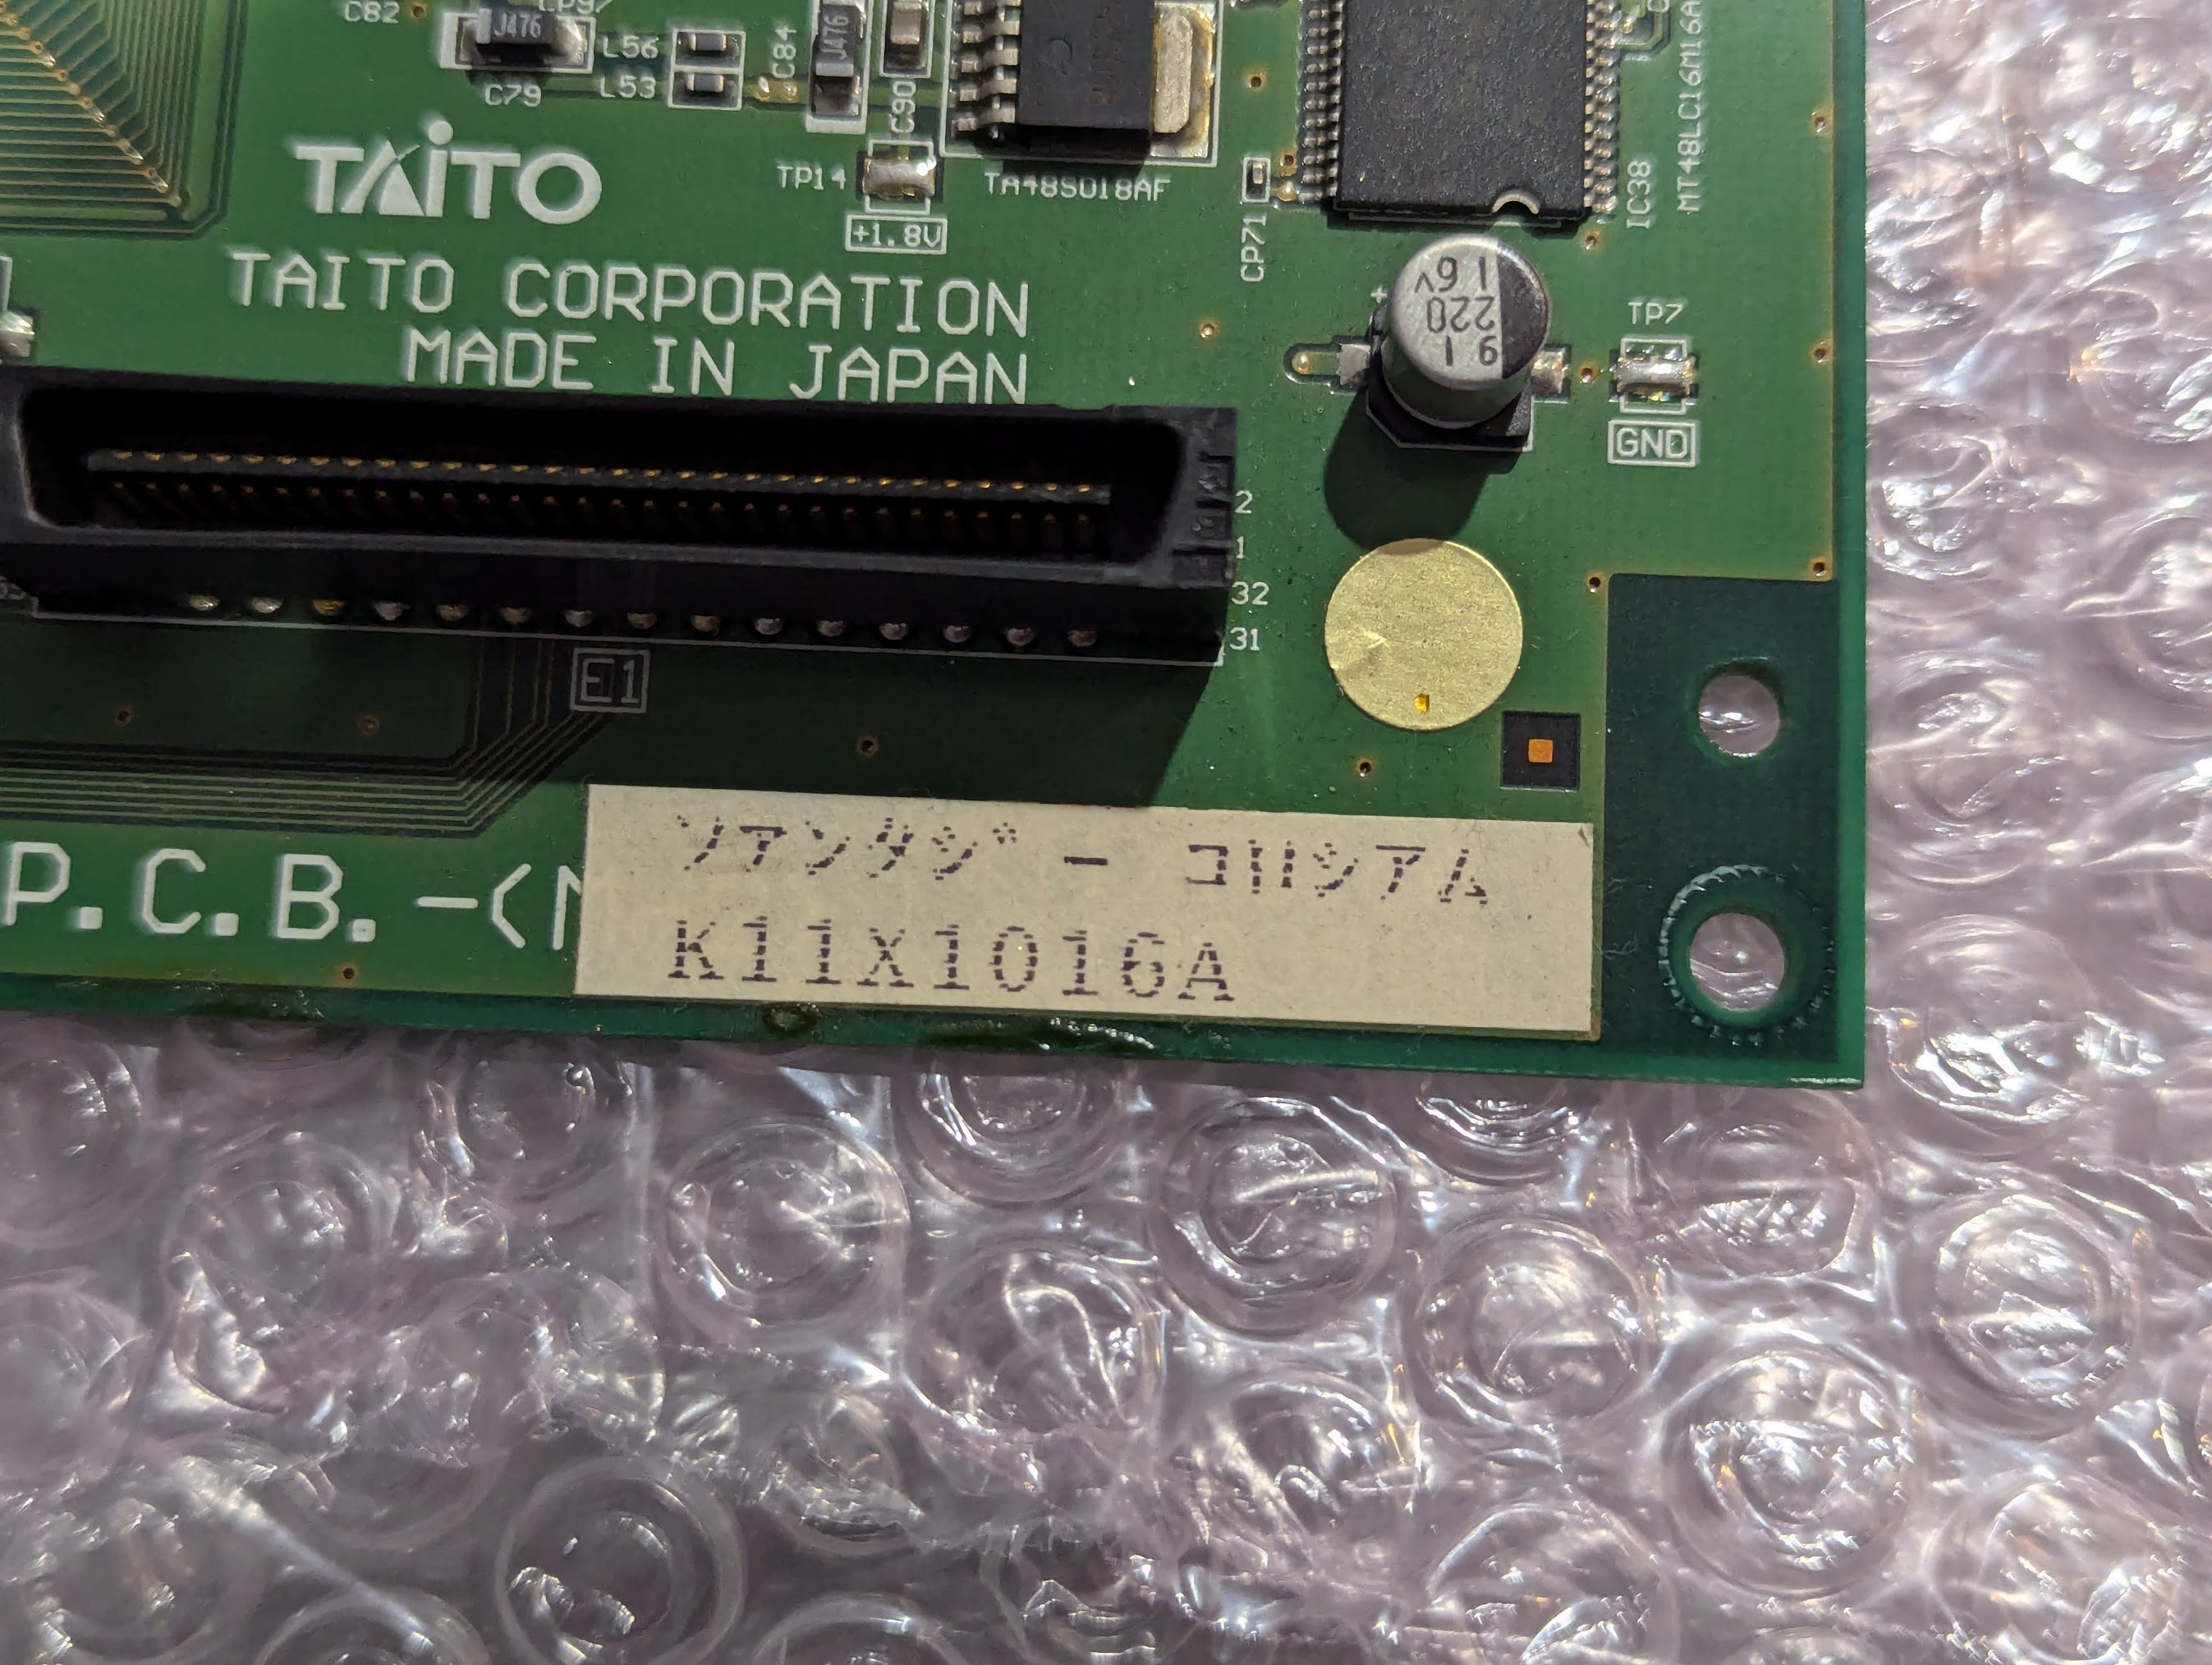 C82
CP97
J476
C79
L56
L53
C84
J476
C90
TP14
+1.8V
TA48S018AF
CP71
IC38
MT48LC16M16A
TAiTO
TAITO CORPORATION
MADE IN JAPAN
+
16V
220
91
TP7
GND
2
1
32
31
E1
P.C.B.-(M
ファンタジー コロシアム
K11X1016A